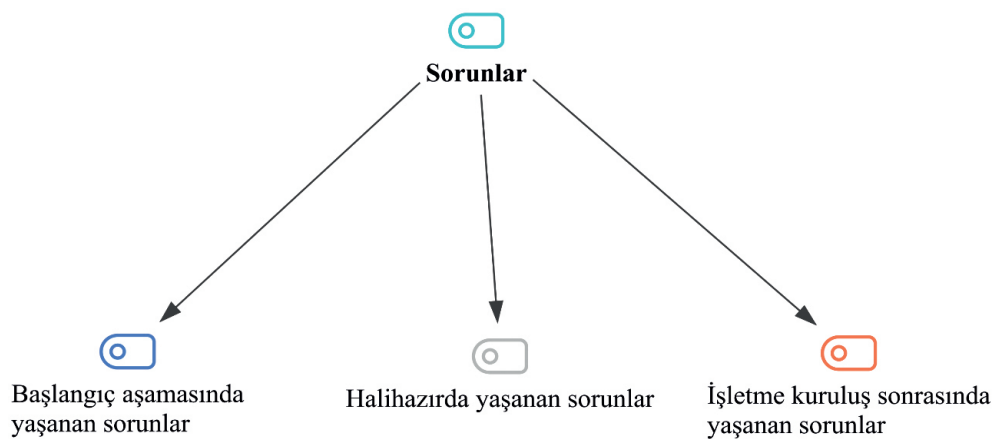 Sorunlar
Başlangıç aşamasında
yaşanan sorunlar
Halihazırda yaşanan sorunlar
İşletme kuruluş sonrasında
yaşanan sorunlar